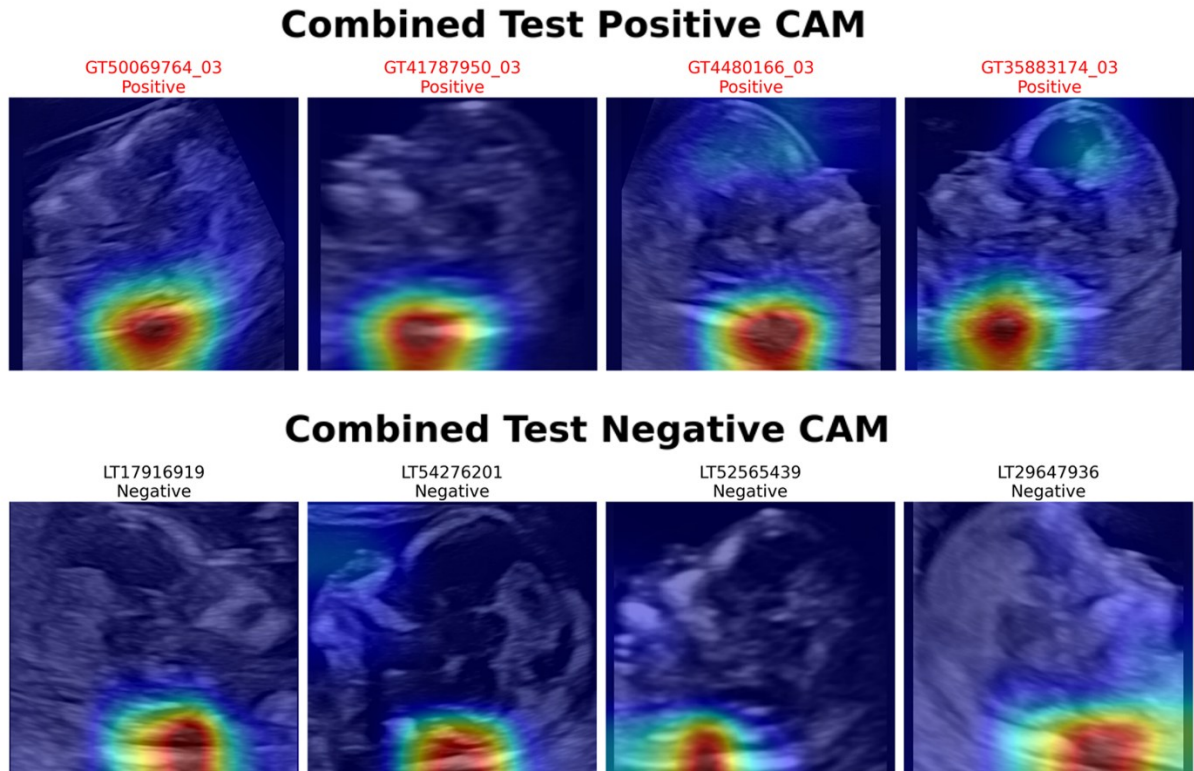 Combined Test Positive CAM
GT50069764_03
Positive
GT41787950_03
Positive
GT4480166_03
Positive
GT35883174_03
Positive
Combined Test Negative CAM
LT17916919
Negative
LT54276201
Negative
LT52565439
Negative
LT29647936
Negative